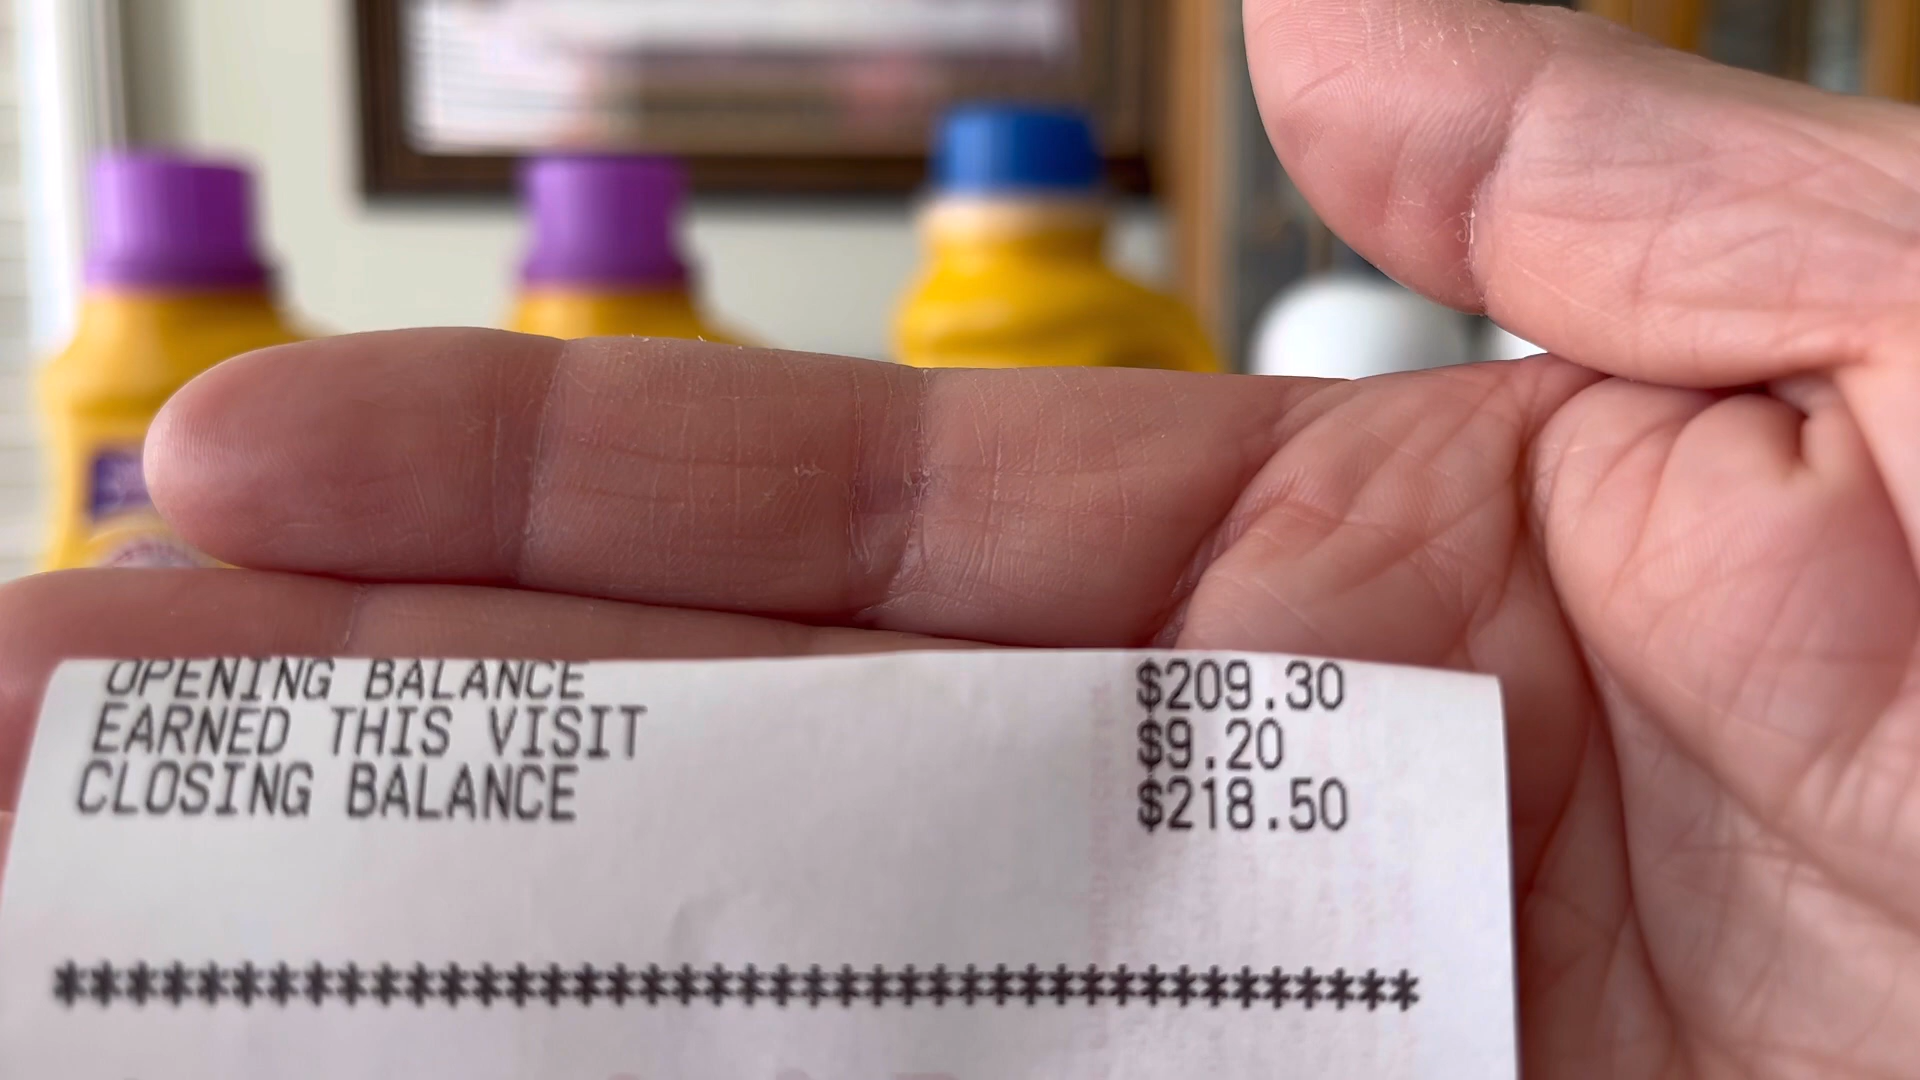 OPENING BALANCE $209.30
EARNED THIS VISIT $9.20
CLOSING BALANCE $218.50
******************************************